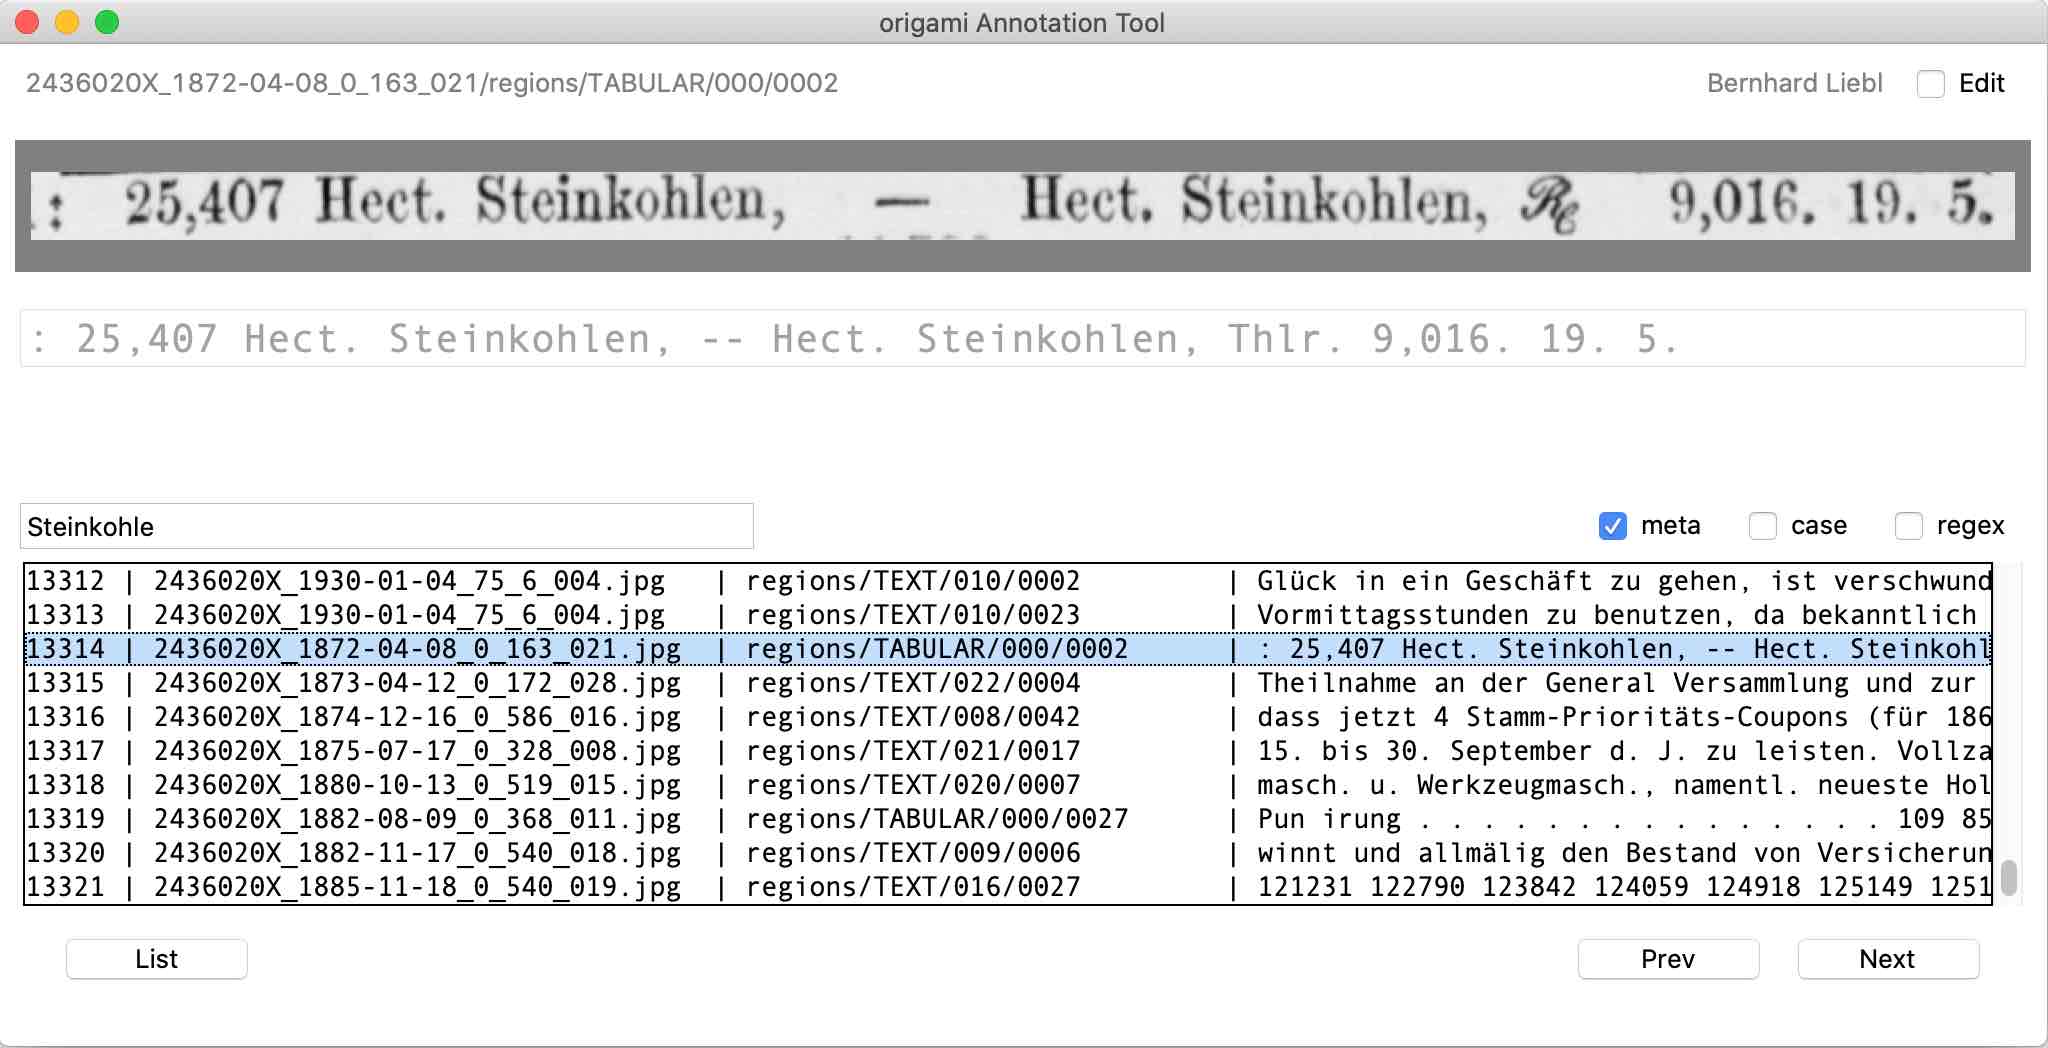 origami Annotation Tool
2436020X_1872-04-08_0_163_021/regions/TABULAR/000/0002 Bernhard Liebl Edit
: 25,407 Hect. Steinkohlen, — Hect. Steinkohlen, 9,016. 19. 5.
: 25,407 Hect. Steinkohlen, -- Hect. Steinkohlen, Thlr. 9,016. 19. 5.
Steinkohle meta case regex
13312 | 2436020X_1930-01-04_75_6_004.jpg | regions/TEXT/010/0002 | Glück in ein Geschäft zu gehen, ist verschwund
13313 | 2436020X_1930-01-04_75_6_004.jpg | regions/TEXT/010/0023 | Vormittagsstunden zu benutzen, da bekanntlich
13314 | 2436020X_1872-04-08_0_163_021.jpg | regions/TABULAR/000/0002 | : 25,407 Hect. Steinkohlen, -- Hect. Steinkohl
13315 | 2436020X_1873-04-12_0_172_028.jpg | regions/TEXT/022/0004 | Theilnahme an der General Versammlung und zur
13316 | 2436020X_1874-12-16_0_586_016.jpg | regions/TEXT/008/0042 | dass jetzt 4 Stamm-Prioritäts-Coupons (für 186
13317 | 2436020X_1875-07-17_0_328_008.jpg | regions/TEXT/021/0017 | 15. bis 30. September d. J. zu leisten. Vollza
13318 | 2436020X_1880-10-13_0_519_015.jpg | regions/TEXT/020/0007 | masch. u. Werkzeugmasch., namentl. neueste Hol
13319 | 2436020X_1882-08-09_0_368_011.jpg | regions/TABULAR/000/0027 | Pun irung . . . . . . . . . . . . . . . 109 85
13320 | 2436020X_1882-11-17_0_540_018.jpg | regions/TEXT/009/0006 | winnt und allmälig den Bestand von Versicherun
13321 | 2436020X_1885-11-18_0_540_019.jpg | regions/TEXT/016/0027 | 121231 122790 123842 124059 124918 125149 1251
List Prev Next